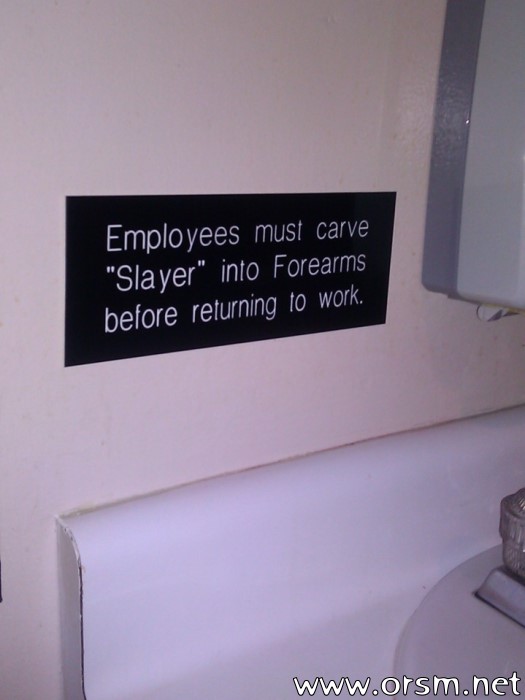 Employees must carve
"Slayer" into Forearms
before returning to work.
www.orsm.net